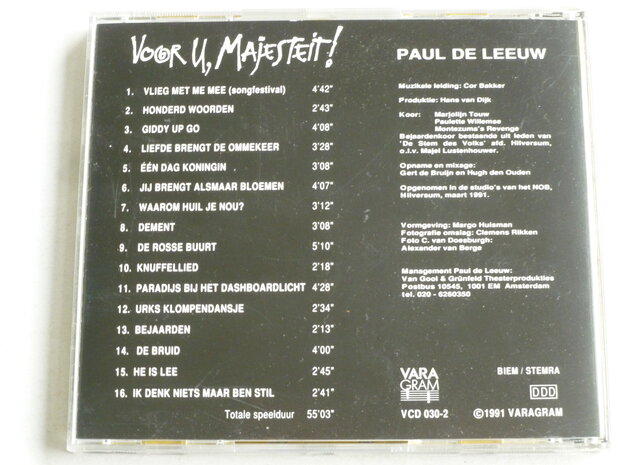 VOOR U, MAJESTEIT!
1. VLIEG MET ME MEE (songfestival) 4'42"
2. HONDERD WOORDEN 2'43"
3. GIDDY UP GO 4'08"
4. LIEFDE BRENGT DE OMMEKEER 3'28"
5. ÉÉN DAG KONINGIN 3'08"
6. JIJ BRENGT ALSMAAR BLOEMEN 4'07"
7. WAAROM HUIL JE NOU? 3'12"
8. DEMENT 3'08"
9. DE ROSSE BUURT 5'10"
10. KNUFFELLIED 2'18"
11. PARADIJS BIJ HET DASHBOARDLICHT 4'28"
12. URKS KLOMPENDANSJE 2'34"
13. BEJAARDEN 2'13"
14. DE BRUID 4'00"
15. HE IS LEE 2'45"
16. IK DENK NIETS MAAR BEN STIL 2'41"
Totale speelduur 55'03"
PAUL DE LEEUW
Muzikale leiding: Cor Bakker
Produktie: Hans van Dijk
Koor: Marjolijn Touw
Paulette Willemse
Montezuma's Revenge
Bejaardenkoor bestaande uit leden van
'De Stem des Volks' afd. Hilversum,
o.l.v. Majel Lustenhouwer.
Opname en mixage:
Gert de Bruijn en Hugh den Ouden
Opgenomen in de studio's van het NOB,
Hilversum, maart 1991.
Vormgeving: Margo Huisman
Fotografie omslag: Clemens Rikken
Foto C. van Doesburgh:
Alexander van Berge
Management Paul de Leeuw:
Van Gool & Grünfeld Theaterprodukties
Postbus 10545, 1001 EM Amsterdam
tel. 020 - 6260350
VARA
GRAM
VCD 030-2
BIEM / STEMRA
DDD
©1991 VARAGRAM